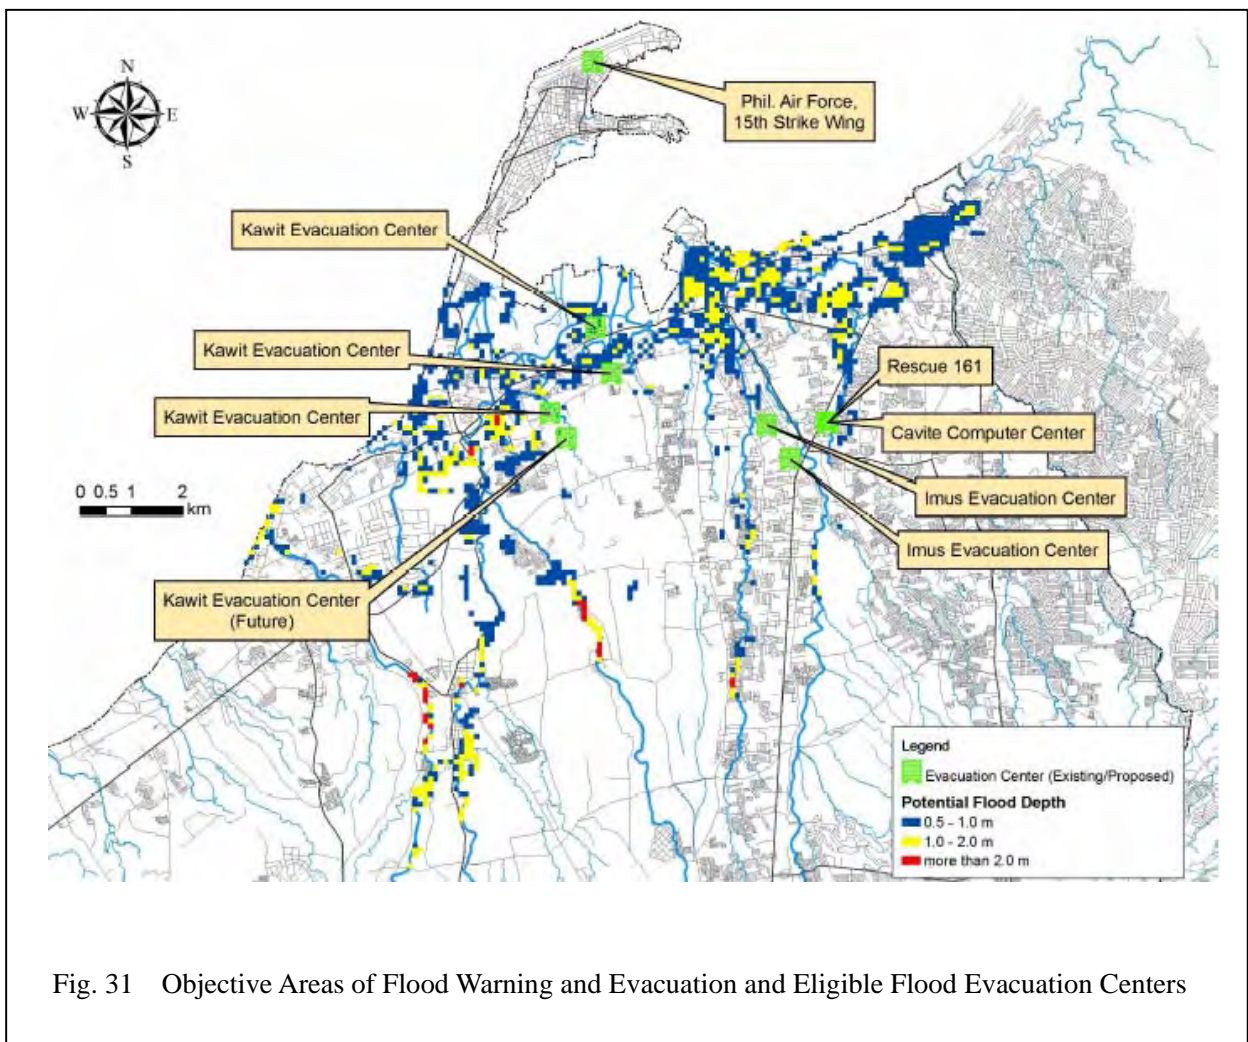 N
W
E
S
Phil. Air Force,
15th Strike Wing
Kawit Evacuation Center
Kawit Evacuation Center
Rescue 161
Kawit Evacuation Center
Cavite Computer Center
0 0.5 1 2
km
Imus Evacuation Center
Imus Evacuation Center
Kawit Evacuation Center
(Future)
Legend
Evacuation Center (Existing/Proposed)
Potential Flood Depth
0.5 - 1.0 m
1.0 - 2.0 m
more than 2.0 m
Fig. 31 Objective Areas of Flood Warning and Evacuation and Eligible Flood Evacuation Centers